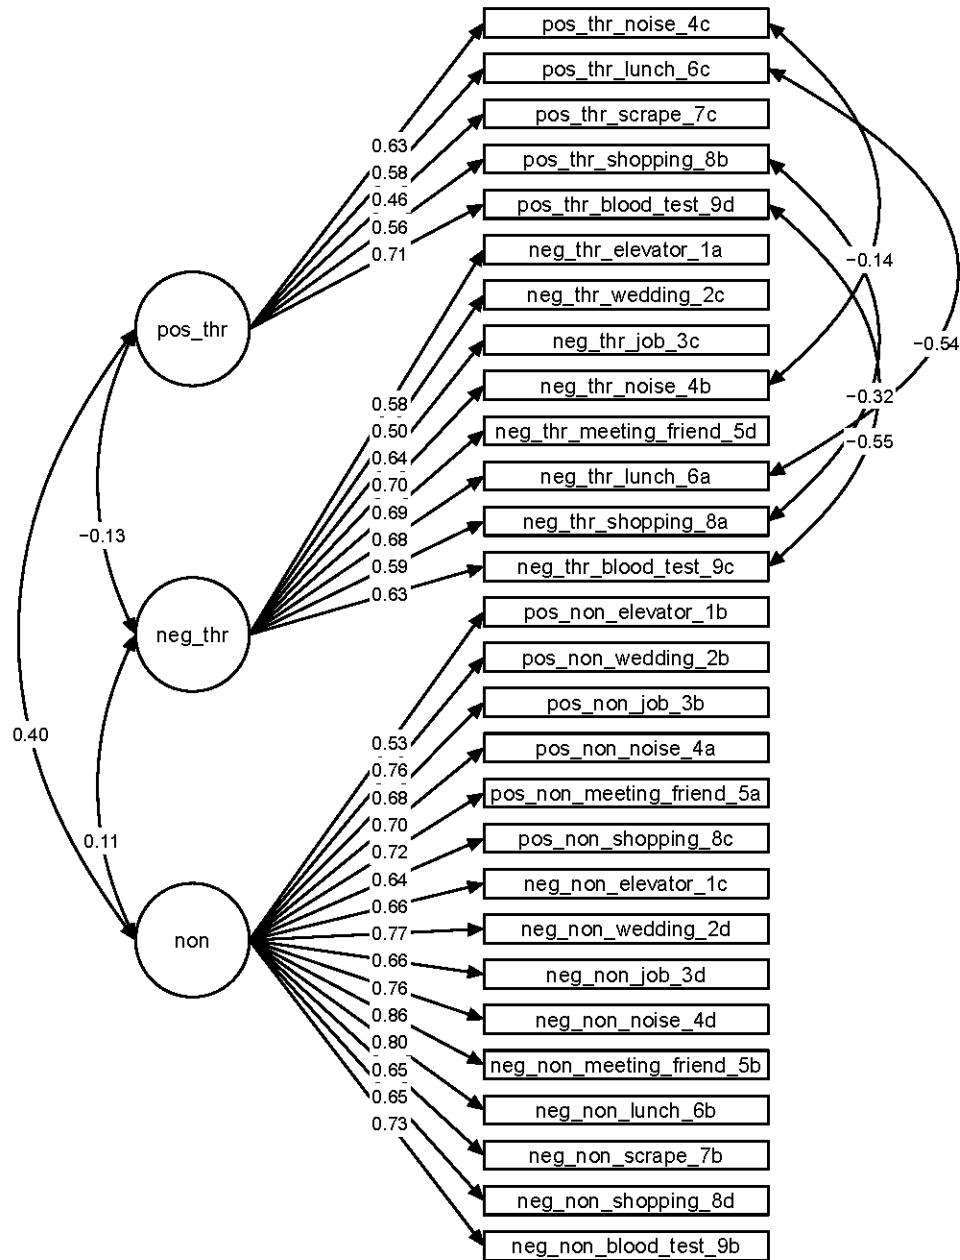 pos_thr_noise_4c
pos_thr_lunch_6c
pos_thr_scrape_7c
pos_thr_shopping_8b
pos_thr_blood_test_9d
neg_thr_elevator_1a
neg_thr_wedding_2c
neg_thr_job_3c
neg_thr_noise_4b
neg_thr_meeting_friend_5d
neg_thr_lunch_6a
neg_thr_shopping_8a
neg_thr_blood_test_9c
pos_non_elevator_1b
pos_non_wedding_2b
pos_non_job_3b
pos_non_noise_4a
pos_non_meeting_friend_5a
pos_non_shopping_8c
neg_non_elevator_1c
neg_non_wedding_2d
neg_non_job_3d
neg_non_noise_4d
neg_non_meeting_friend_5b
neg_non_lunch_6b
neg_non_scrape_7b
neg_non_shopping_8d
neg_non_blood_test_9b
pos_thr
neg_thr
non
0.63
0.58
0.46
0.56
0.71
0.58
0.50
0.64
0.70
0.69
0.68
0.59
0.63
0.53
0.76
0.68
0.70
0.72
0.64
0.66
0.77
0.66
0.76
0.86
0.80
0.65
0.65
0.73
−0.13
0.40
0.11
−0.14
−0.54
−0.32
−0.55